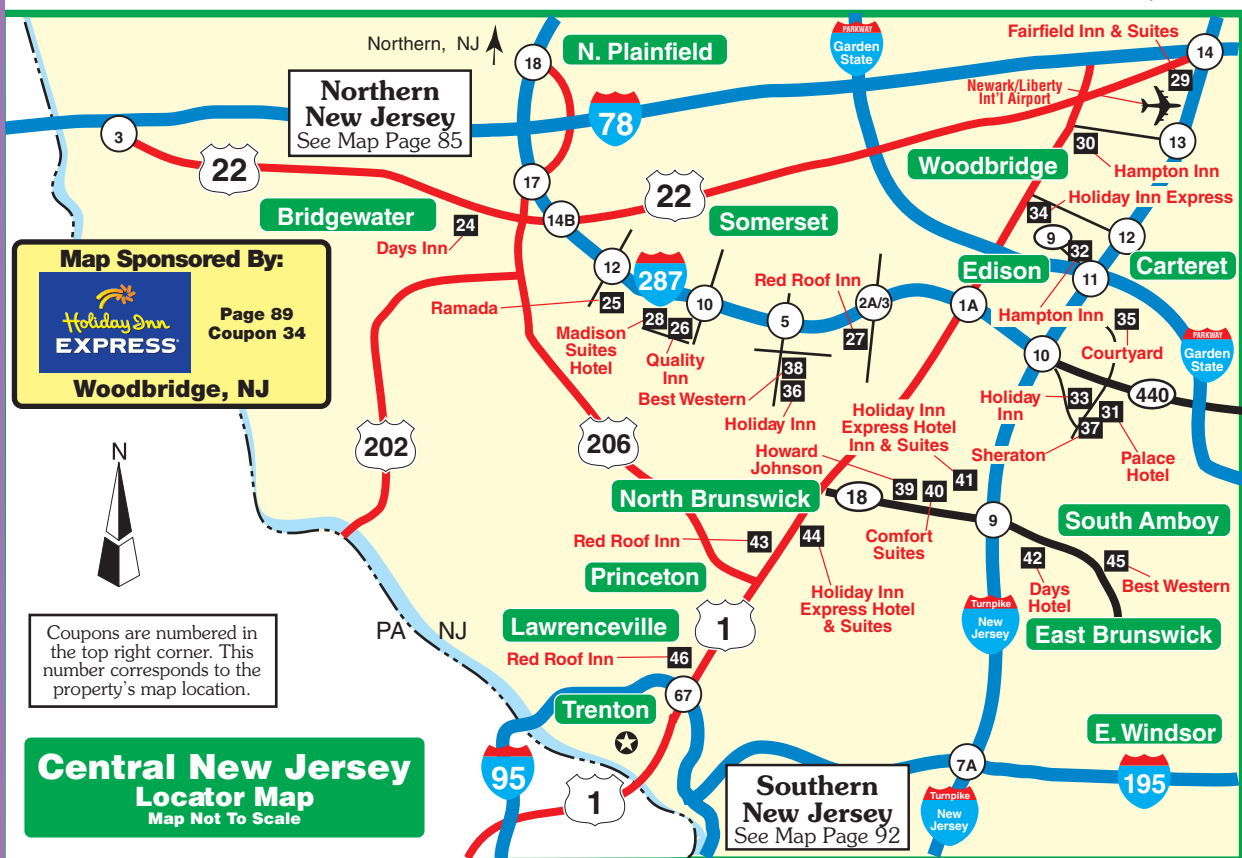 Northern, NJ
18
N. Plainfield
PARKWAY
Garden
State
Fairfield Inn & Suites
14
29
Newark/Liberty
Int'l Airport
Northern
New Jersey
See Map Page 85
78
3
22
17
22
Woodbridge
30
13
Hampton Inn
Holiday Inn Express
34
Bridgewater
24
Days Inn
14B
Somerset
9
32
12
Carteret
Map Sponsored By:
Holiday Inn
EXPRESS
Page 89
Coupon 34
Woodbridge, NJ
12
287
Edison
11
Red Roof Inn
Ramada
25
10
2A/3
1A
Hampton Inn
28
26
Madison
Suites
Hotel
5
27
35
Courtyard
PARKWAY
Garden
State
Quality
Inn
38
Best Western
36
Holiday Inn
10
440
Holiday
Inn
33
31
37
Sheraton
Palace
Hotel
Holiday Inn
Express Hotel
Inn & Suites
202
206
Howard
Johnson
N
39
40
41
North Brunswick
18
9
South Amboy
Comfort
Suites
Red Roof Inn
43
44
42
Days
Hotel
45
Best Western
Princeton
Holiday Inn
Express Hotel
& Suites
Turnpike
New
Jersey
East Brunswick
Coupons are numbered in
the top right corner. This
number corresponds to the
property's map location.
PA
NJ
Lawrenceville
1
Red Roof Inn
46
67
Trenton
E. Windsor
Central New Jersey
Locator Map
Map Not To Scale
95
1
Southern
New Jersey
See Map Page 92
7A
195
Turnpike
New
Jersey